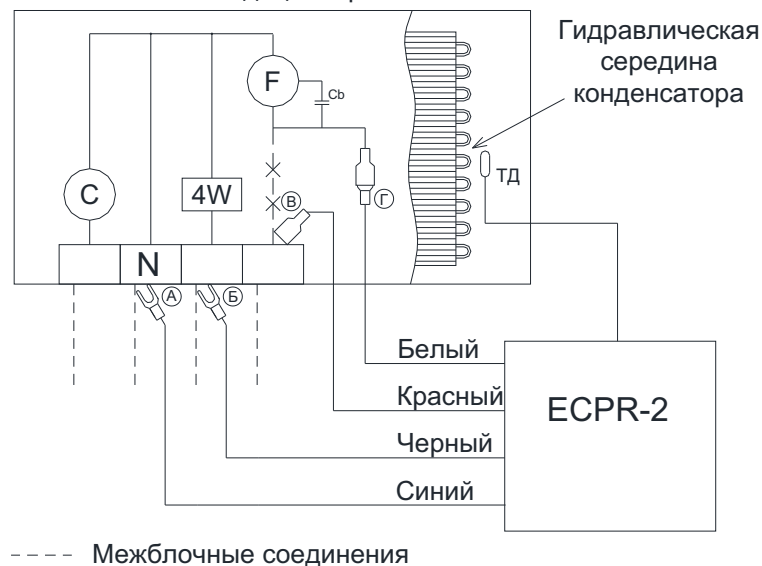 Гидравлическая
середина
конденсатора
F
Cb
C
4W
В
Г
ТД
N
А
Б
Белый
Красный
ECPR-2
Черный
Синий
Межблочные соединения